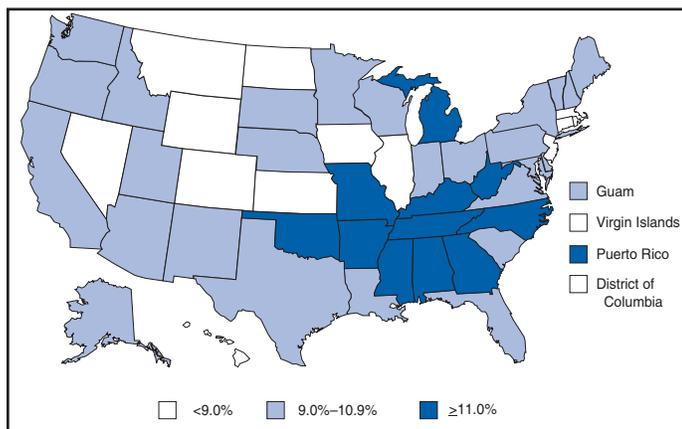 Guam
Virgin Islands
Puerto Rico
District of
Columbia
<9.0% 9.0%–10.9% ≥11.0%